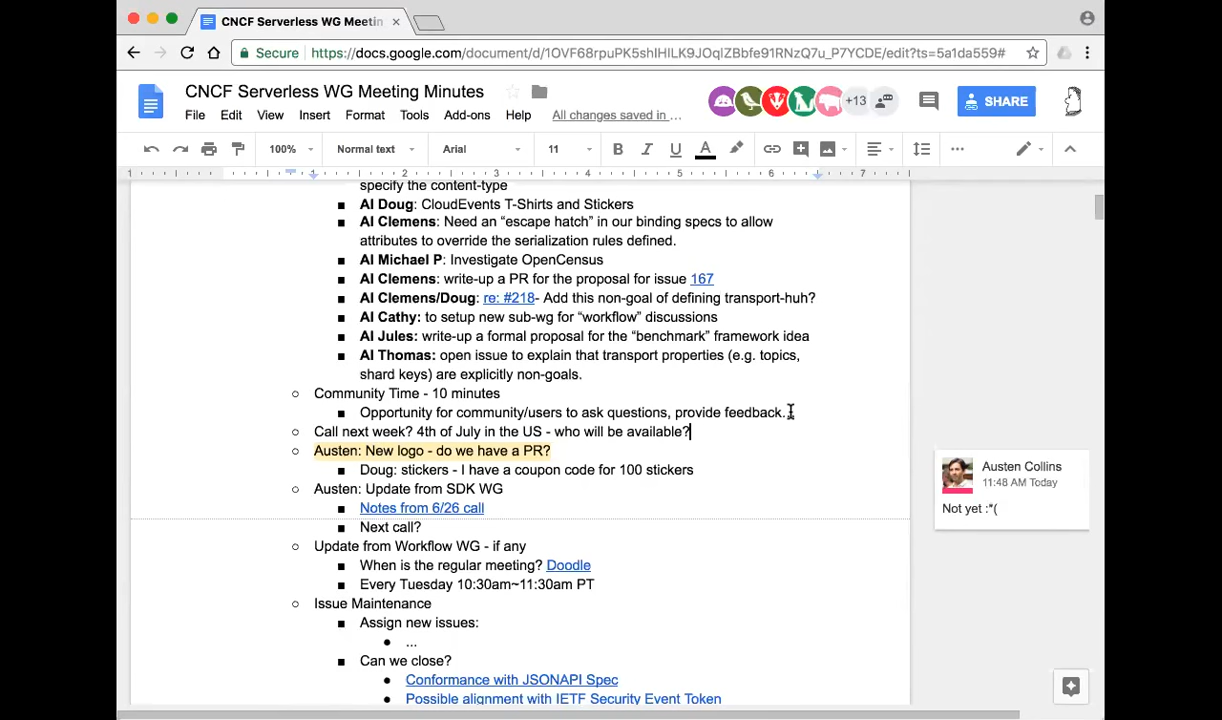 CNCF Serverless WG Meetin
Secure
https://docs.google.com/document/d/1OVF68rpuPK5shlHlLK9JOqlZBbfe91RNzQ7u_P7YCDE/edit?ts=5a1da559#
CNCF Serverless WG Meeting Minutes
+13
SHARE
File Edit View Insert Format Tools Add-ons Help All changes saved in …
100% Normal text Arial 11 B I U A
1 1 2 3 4 5 6 7
specify the content-type
AI Doug: CloudEvents T-Shirts and Stickers
AI Clemens: Need an “escape hatch” in our binding specs to allow
attributes to override the serialization rules defined.
AI Michael P: Investigate OpenCensus
AI Clemens: write-up a PR for the proposal for issue 167
AI Clemens/Doug: re: #218- Add this non-goal of defining transport-huh?
AI Cathy: to setup new sub-wg for “workflow” discussions
AI Jules: write-up a formal proposal for the “benchmark” framework idea
AI Thomas: open issue to explain that transport properties (e.g. topics,
shard keys) are explicitly non-goals.
Community Time - 10 minutes
Opportunity for community/users to ask questions, provide feedback.
Call next week? 4th of July in the US - who will be available?
Austen: New logo - do we have a PR?
Doug: stickers - I have a coupon code for 100 stickers
Austen: Update from SDK WG
Notes from 6/26 call
Next call?
Update from Workflow WG - if any
When is the regular meeting? Doodle
Every Tuesday 10:30am~11:30am PT
Issue Maintenance
Assign new issues:
...
Can we close?
Conformance with JSONAPI Spec
Possible alignment with IETF Security Event Token
Austen Collins
11:48 AM Today
Not yet :*(